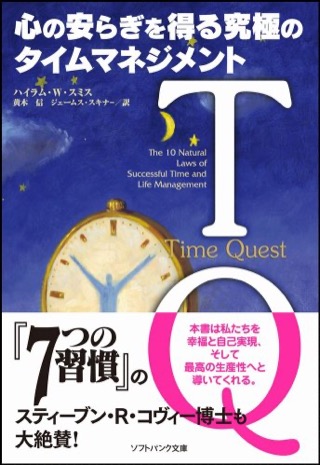 心の安らぎを得る究極の
タイムマネジメント
ハイラム・W・スミス
黄木 信 ジェームス・スキナー/訳
TQ
The 10 Natural
Laws of
Successful Time and
Life Management
Time Quest
『7つの習慣』の
スティーブン・R・コヴィー博士も
大絶賛!
本書は私たちを
幸福と自己実現、
そして
最高の生産性へと
導いてくれる。
ソフトバンク文庫